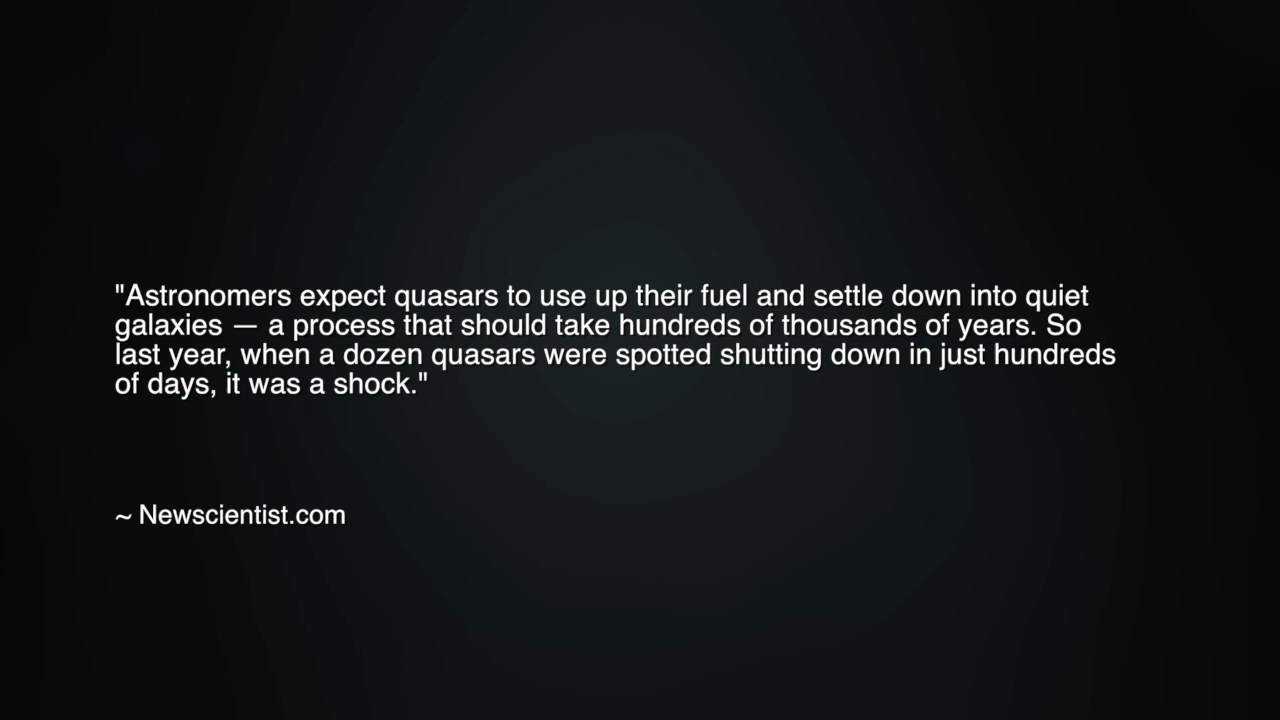 "Astronomers expect quasars to use up their fuel and settle down into quiet
galaxies — a process that should take hundreds of thousands of years. So
last year, when a dozen quasars were spotted shutting down in just hundreds
of days, it was a shock."
~ Newscientist.com